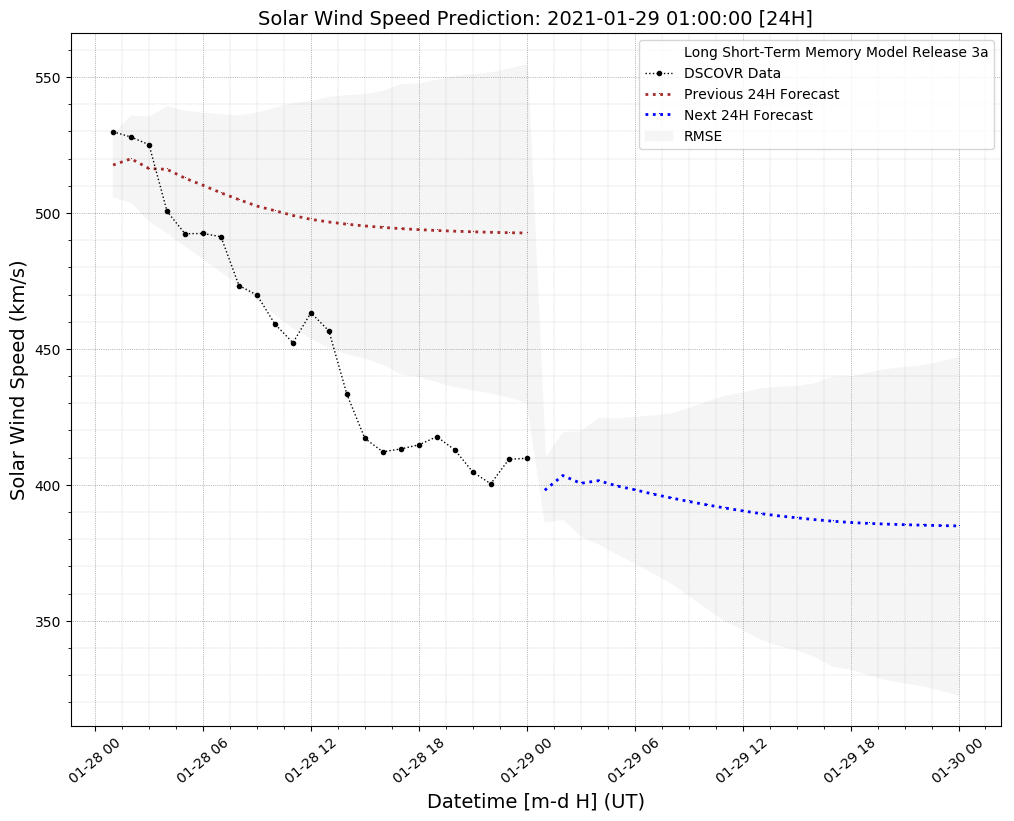 Solar Wind Speed Prediction: 2021-01-29 01:00:00 [24H]
Long Short-Term Memory Model Release 3a
DSCOVR Data
Previous 24H Forecast
Next 24H Forecast
RMSE
Solar Wind Speed (km/s)
550
500
450
400
350
01-28 00
01-28 06
01-28 12
01-28 18
01-29 00
01-29 06
01-29 12
01-29 18
01-30 00
Datetime [m-d H] (UT)